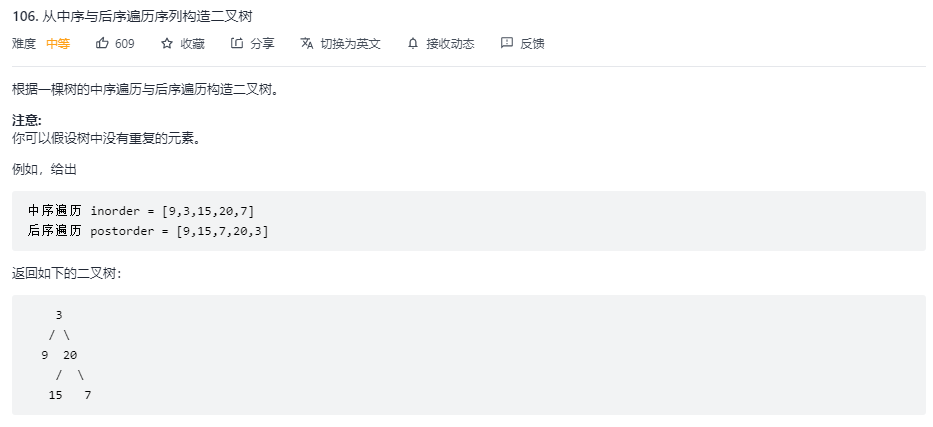 106. 从中序与后序遍历序列构造二叉树
难度 中等 609 收藏 分享 切换为英文 接收动态 反馈
根据一棵树的中序遍历与后序遍历构造二叉树。
注意:
你可以假设树中没有重复的元素。
例如，给出
中序遍历 inorder = [9,3,15,20,7]
后序遍历 postorder = [9,15,7,20,3]
返回如下的二叉树：
3
/ \
9  20
/  \
15   7